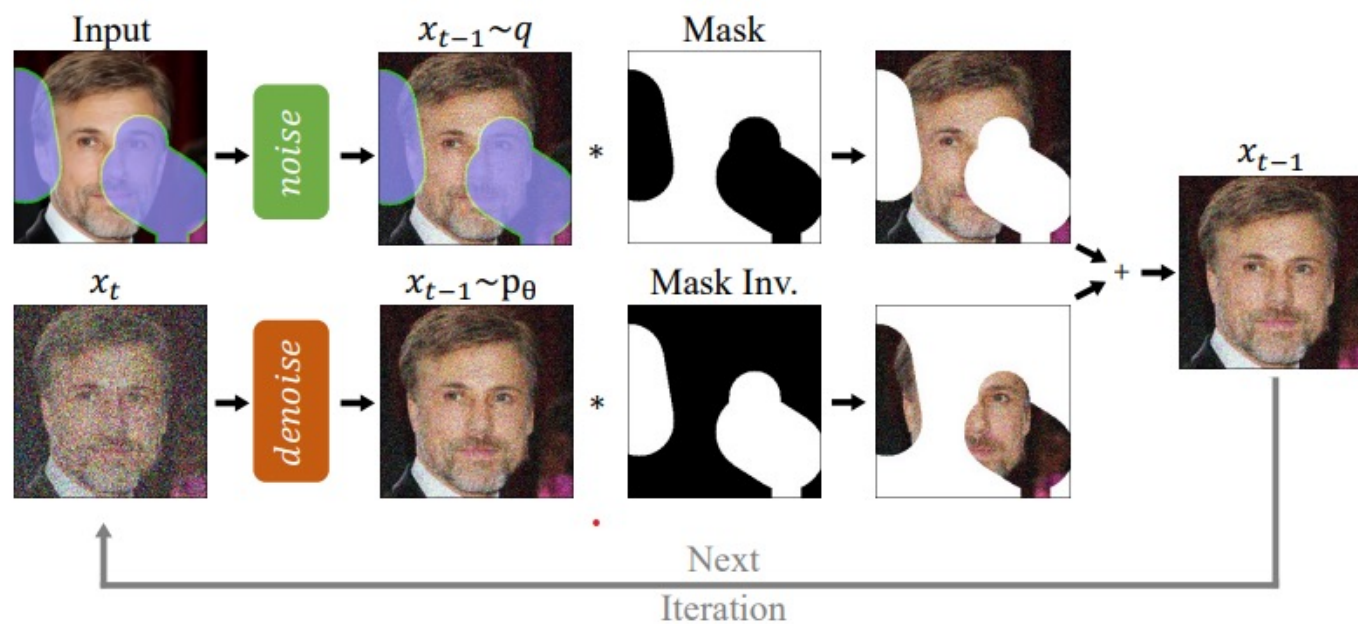 Input
x_{t−1}~q
Mask
noise
*
x_{t−1}
+
x_t
x_{t−1}~p_θ
Mask Inv.
denoise
*
Next
Iteration